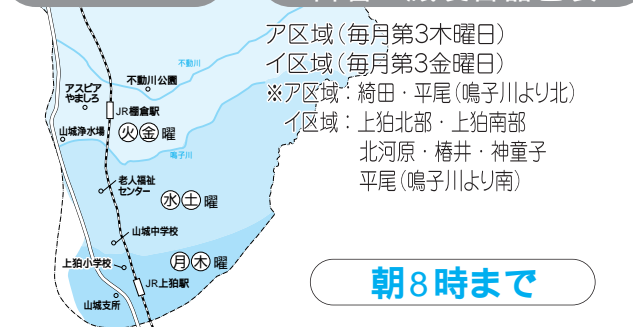 ア区域(毎月第3木曜日)
イ区域(毎月第3金曜日)
※ア区域:綺田・平尾(鳴子川より北)
イ区域:上狛北部・上狛南部
北河原・椿井・神童子
平尾(鳴子川より南)
朝8時まで
不動川
不動川公園
アスピア
やましろ
JR棚倉駅
山城浄水場
火金曜
鳴子川
老人福祉
センター
水土曜
山城中学校
上狛小学校
月木曜
JR上狛駅
山城支所